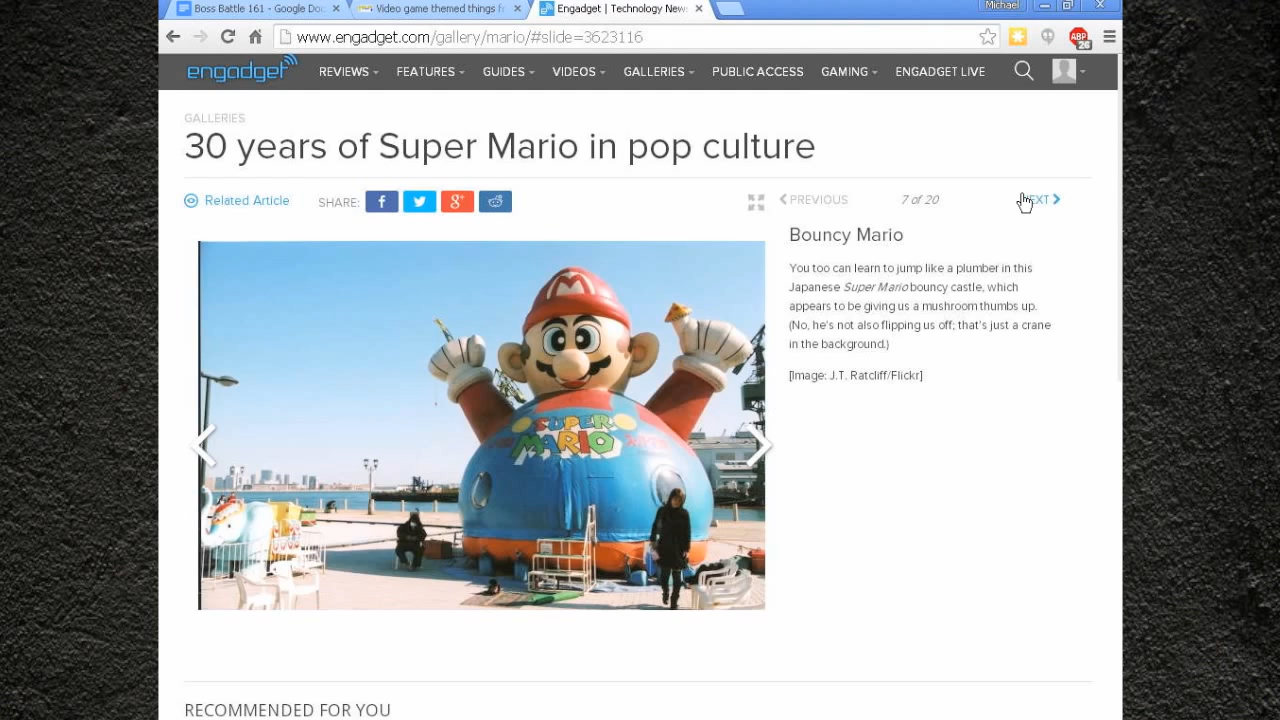 Boss Battle 161 - Google Do
Video game themed things f
Engadget | Technology New
Michael
www.engadget.com/gallery/mario/#slide=3623116
ABP
26
engadget
REVIEWS
FEATURES
GUIDES
VIDEOS
GALLERIES
PUBLIC ACCESS
GAMING
ENGADGET LIVE
GALLERIES
30 years of Super Mario in pop culture
Related Article
SHARE:
f
g+
PREVIOUS
7 of 20
EXT
Bouncy Mario
You too can learn to jump like a plumber in this
Japanese Super Mario bouncy castle, which
appears to be giving us a mushroom thumbs up.
(No, he's not also flipping us off; that's just a crane
in the background.)
[Image: J.T. Ratcliff/Flickr]
M
SUPER
MARIO
RECOMMENDED FOR YOU